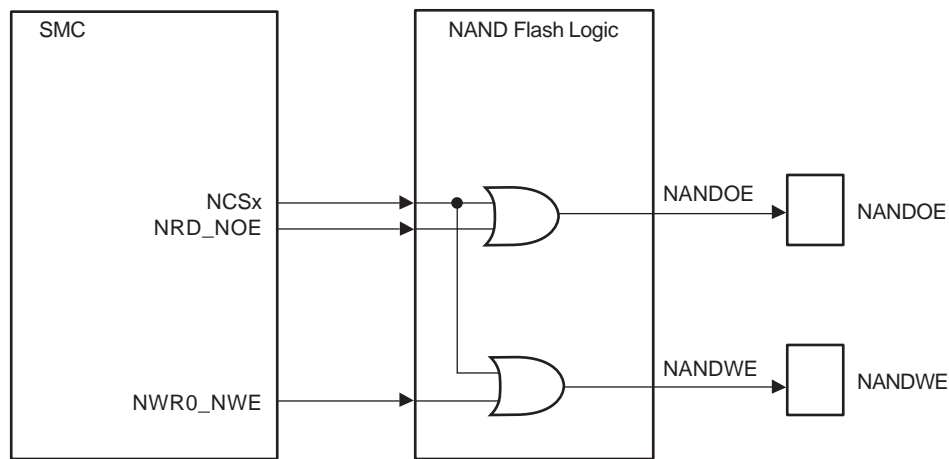 SMC
NAND Flash Logic
NCSx
NRD_NOE
NANDOE
NANDOE
NWR0_NWE
NANDWE
NANDWE